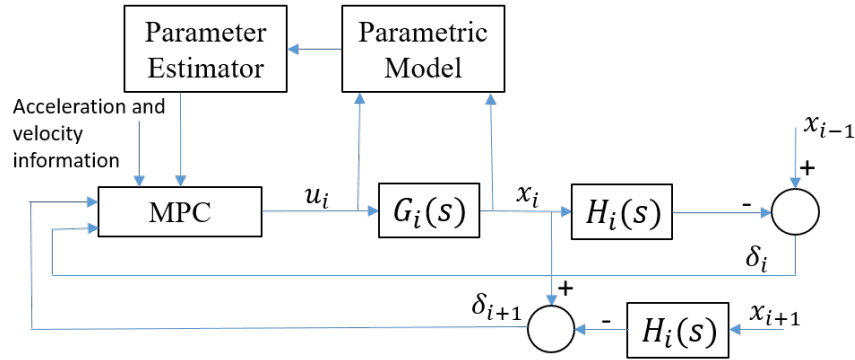 Parameter
Estimator
Parametric
Model
Acceleration and
velocity
information
MPC
u_i
G_i(s)
x_i
H_i(s)
-
+
x_{i-1}
δ_i
δ_{i+1}
+
-
H_i(s)
x_{i+1}